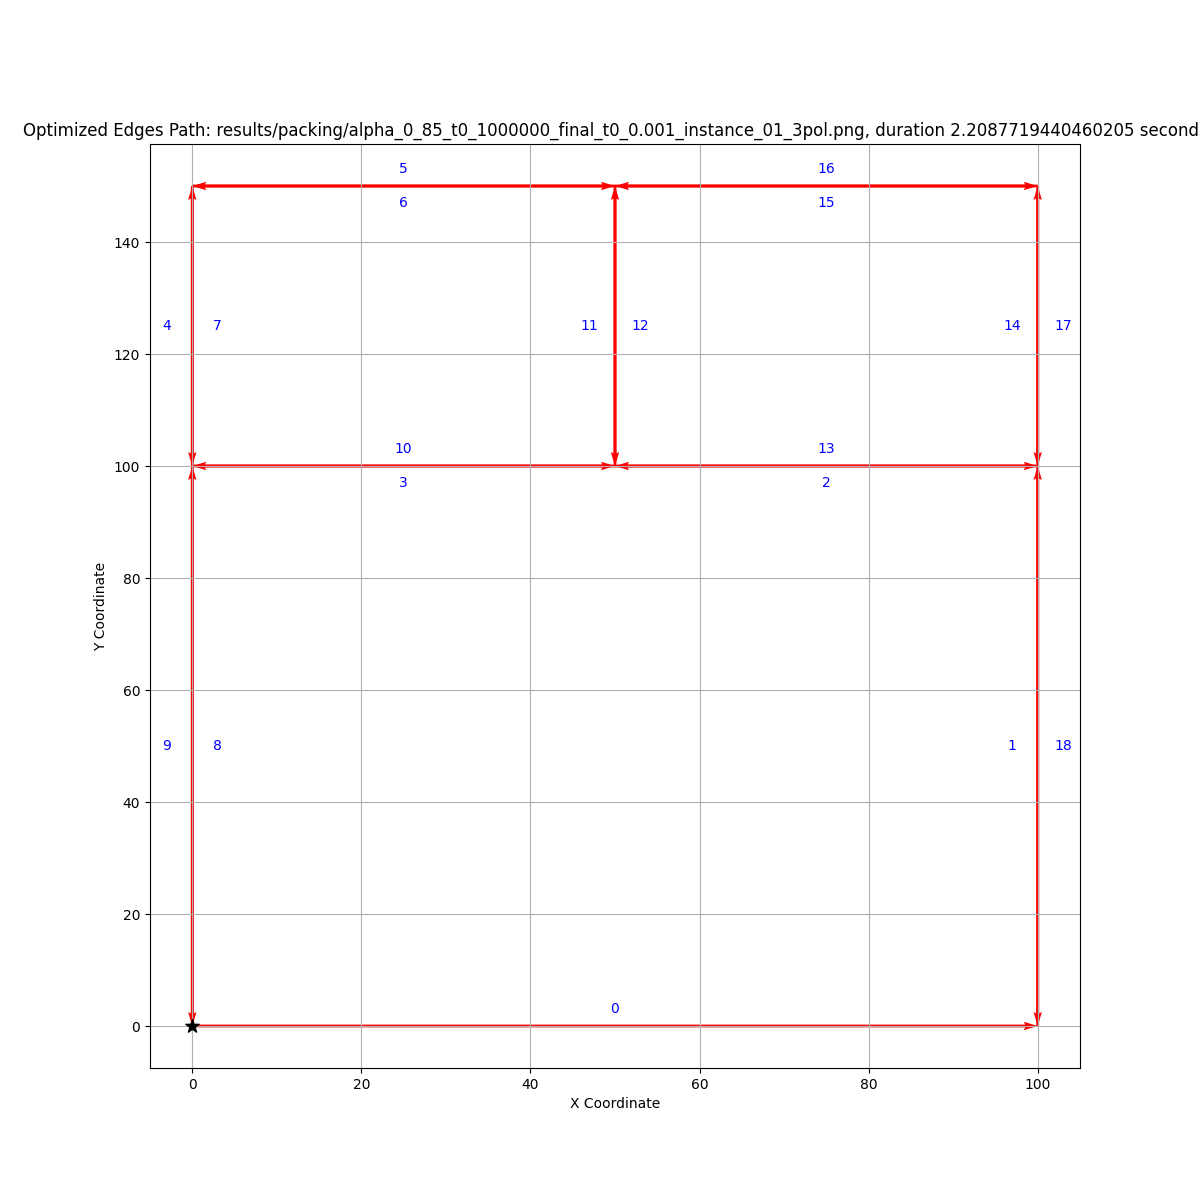 Optimized Edges Path: results/packing/alpha_0_85_t0_1000000_final_t0_0.001_instance_01_3pol.png, duration 2.2087719440460205 second
5 16
6 15
140
4 7 11 12 14 17
120
10 13
100
3 2
80
Y Coordinate
60
9 8 1 18
40
20
0
0
0 20 40 60 80 100
X Coordinate